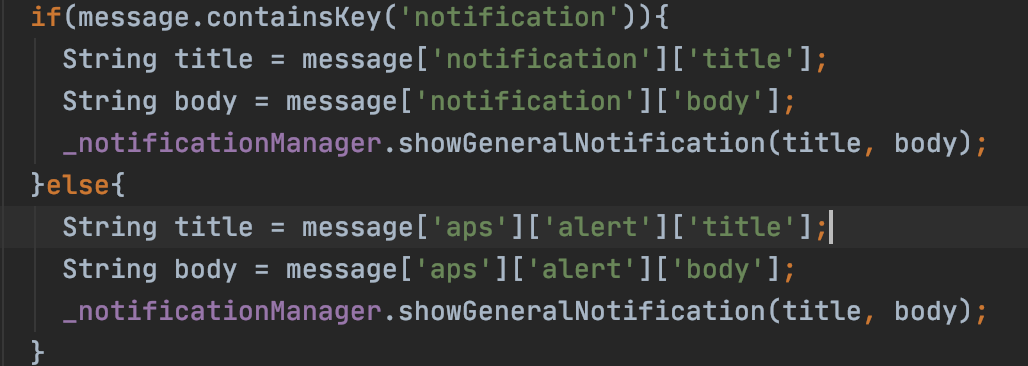 if(message.containsKey('notification')){
String title = message['notification']['title'];
String body = message['notification']['body'];
_notificationManager.showGeneralNotification(title, body);
}else{
String title = message['aps']['alert']['title'];
String body = message['aps']['alert']['body'];
_notificationManager.showGeneralNotification(title, body);
}